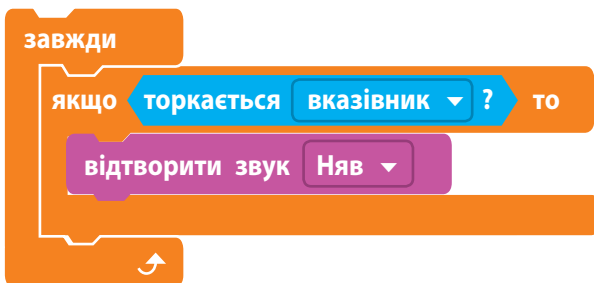 завжди
якщо торкається вказівник ? то
відтворити звук Няв